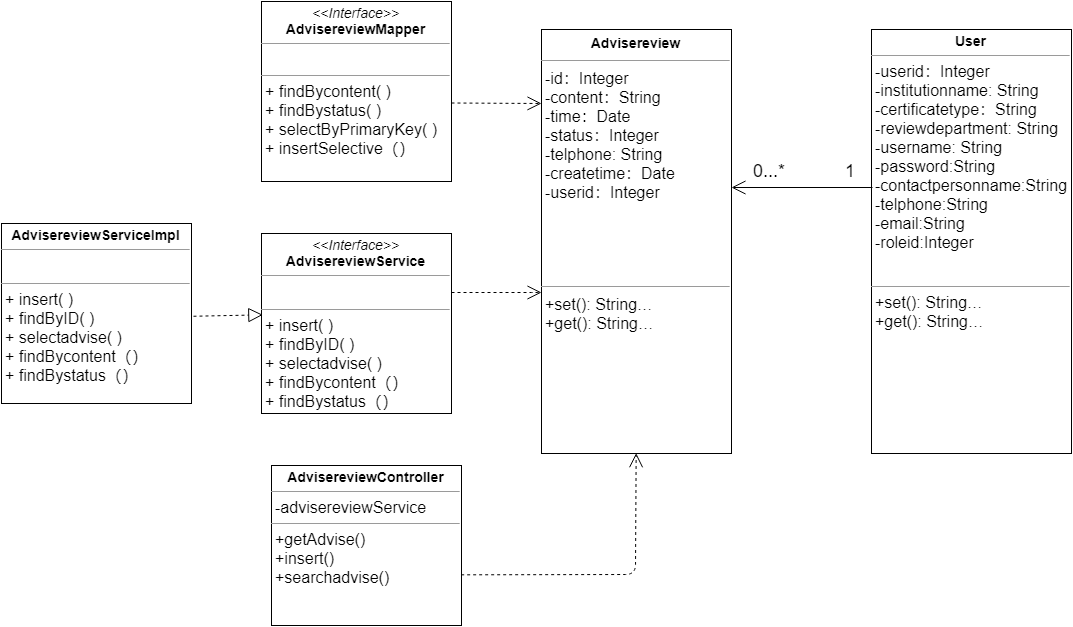 <<Interface>>
AdvisereviewMapper
+ findBycontent( )
+ findBystatus( )
+ selectByPrimaryKey( )
+ insertSelective （）
Advisereview
-id：Integer
-content：String
-time：Date
-status：Integer
-telphone: String
-createtime：Date
-userid：Integer
+set(): String...
+get(): String...
0...*
1
User
-userid：Integer
-institutionname: String
-certificatetype：String
-reviewdepartment: String
-username: String
-password:String
-contactpersonname:String
-telphone:String
-email:String
-roleid:Integer
+set(): String...
+get(): String...
AdvisereviewServiceImpl
+ insert( )
+ findByID( )
+ selectadvise( )
+ findBycontent （）
+ findBystatus （）
<<Interface>>
AdvisereviewService
+ insert( )
+ findByID( )
+ selectadvise( )
+ findBycontent （）
+ findBystatus （）
AdvisereviewController
-advisereviewService
+getAdvise()
+insert()
+searchadvise()